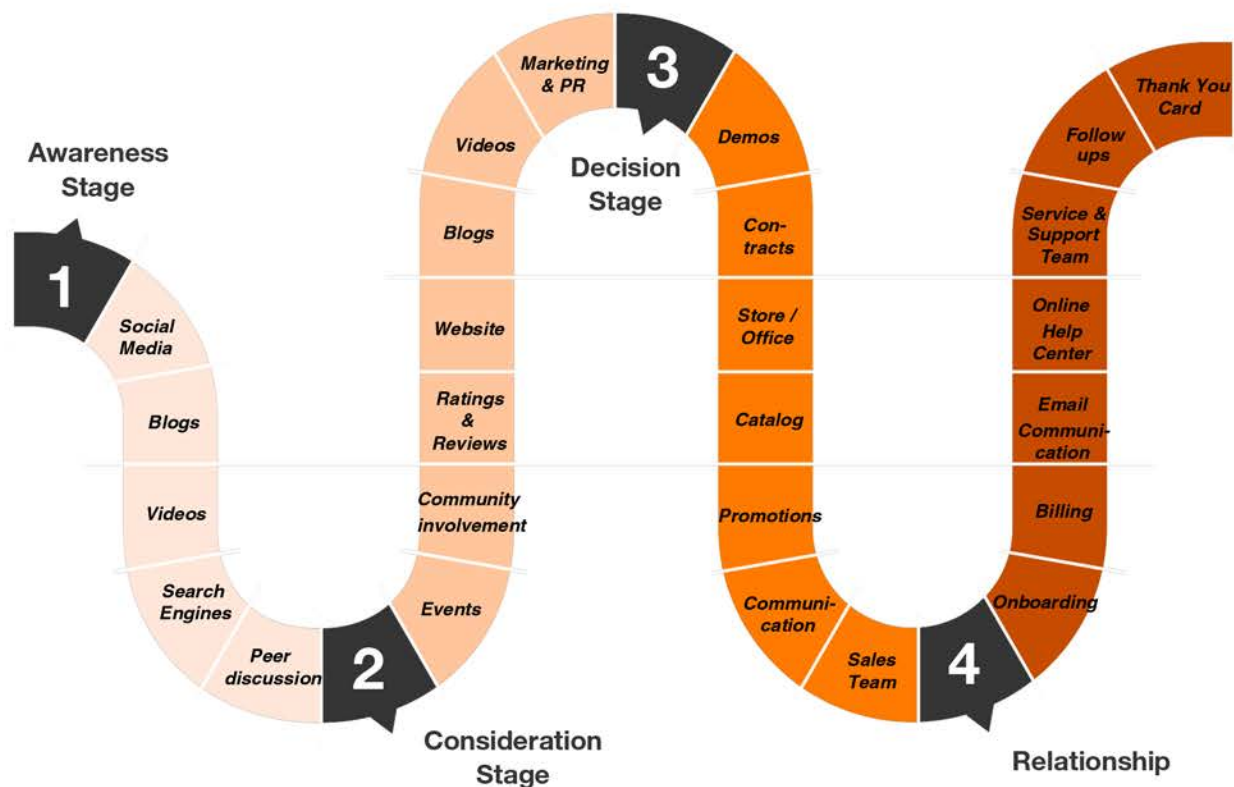 Awareness
Stage
1
Social
Media
Blogs
Videos
Search
Engines
Peer
discussion
2
Consideration
Stage
Events
Community
involvement
Ratings
&
Reviews
Website
Blogs
Videos
Marketing
& PR
3
Decision
Stage
Demos
Con-
tracts
Store /
Office
Catalog
Promotions
Communi-
cation
Sales
Team
4
Relationship
Onboarding
Billing
Email
Communi-
cation
Online
Help
Center
Service &
Support
Team
Follow
ups
Thank You
Card